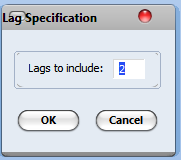 Lag Specification
Lags to include: 2
OK Cancel